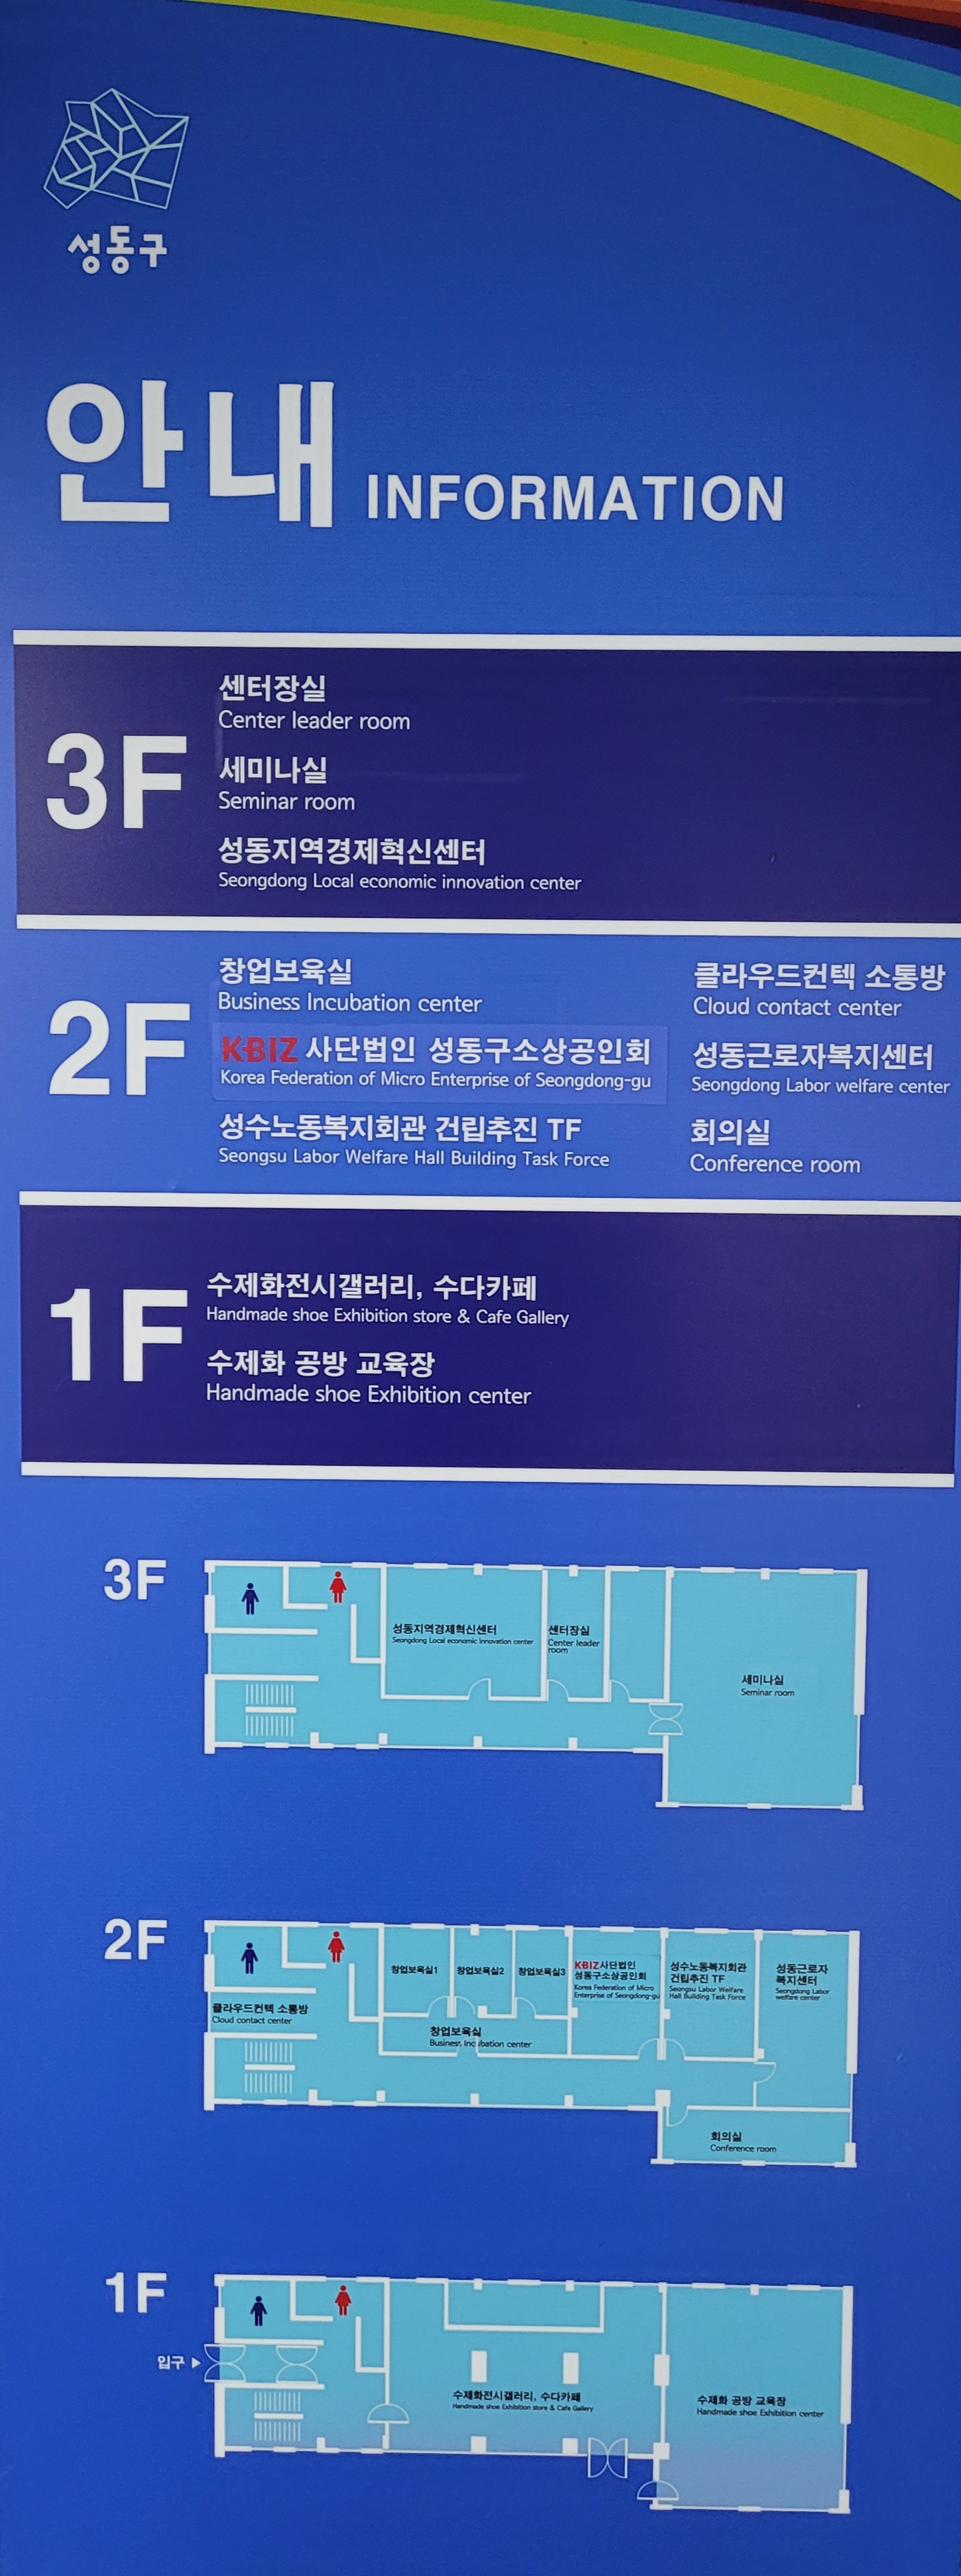 성동구
안내 INFORMATION
3F
센터장실
Center leader room
세미나실
Seminar room
성동지역경제혁신센터
Seongdong Local economic innovation center
2F
창업보육실
Business Incubation center
KBIZ 사단법인 성동구소상공인회
Korea Federation of Micro Enterprise of Seongdong-gu
성수노동복지회관 건립추진 TF
Seongsu Labor Welfare Hall Building Task Force
클라우드컨텍 소통방
Cloud contact center
성동근로자복지센터
Seongdong Labor welfare center
회의실
Conference room
1F
수제화전시갤러리, 수다카페
Handmade shoe Exhibition store & Cafe Gallery
수제화 공방 교육장
Handmade shoe Exhibition center
3F
성동지역경제혁신센터
Seongdong Local economic innovation center
센터장실
Center leader
room
세미나실
Seminar room
2F
클라우드컨텍 소통방
Cloud contact center
창업보육실1
창업보육실2
창업보육실3
창업보육실
Business Incubation center
KBIZ사단법인
성동구소상공인회
Korea Federation of Micro
Enterprise of Seongdong-gu
성수노동복지회관
건립추진 TF
Seongsu Labor Welfare
Hall Building Task Force
성동근로자
복지센터
Seongdong Labor
welfare center
회의실
Conference room
1F
입구 ▶
수제화전시갤러리, 수다카페
Handmade shoe Exhibition store & Cafe Gallery
수제화 공방 교육장
Handmade shoe Exhibition center